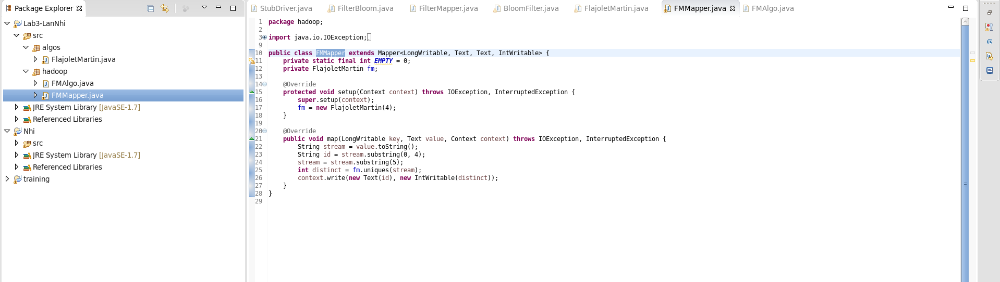 Package Explorer
Lab3-LanNhi
src
algos
FlajoletMartin.java
hadoop
FMAlgo.java
FMMapper.java
JRE System Library [JavaSE-1.7]
Referenced Libraries
Nhi
src
JRE System Library [JavaSE-1.7]
Referenced Libraries
training
StubDriver.java FilterBloom.java FilterMapper.java BloomFilter.java FlajoletMartin.java FMMapper.java FMAlgo.java
1 package hadoop;
2
3 import java.io.IOException;
9
10 public class FMMapper extends Mapper<LongWritable, Text, Text, IntWritable> {
11     private static final int EMPTY = 0;
12     private FlajoletMartin fm;
13
14     @Override
15     protected void setup(Context context) throws IOException, InterruptedException {
16         super.setup(context);
17         fm = new FlajoletMartin(4);
18     }
19
20     @Override
21     public void map(LongWritable key, Text value, Context context) throws IOException, InterruptedException {
22         String stream = value.toString();
23         String id = stream.substring(0, 4);
24         stream = stream.substring(5);
25         int distinct = fm.uniques(stream);
26         context.write(new Text(id), new IntWritable(distinct));
27     }
28 }
29